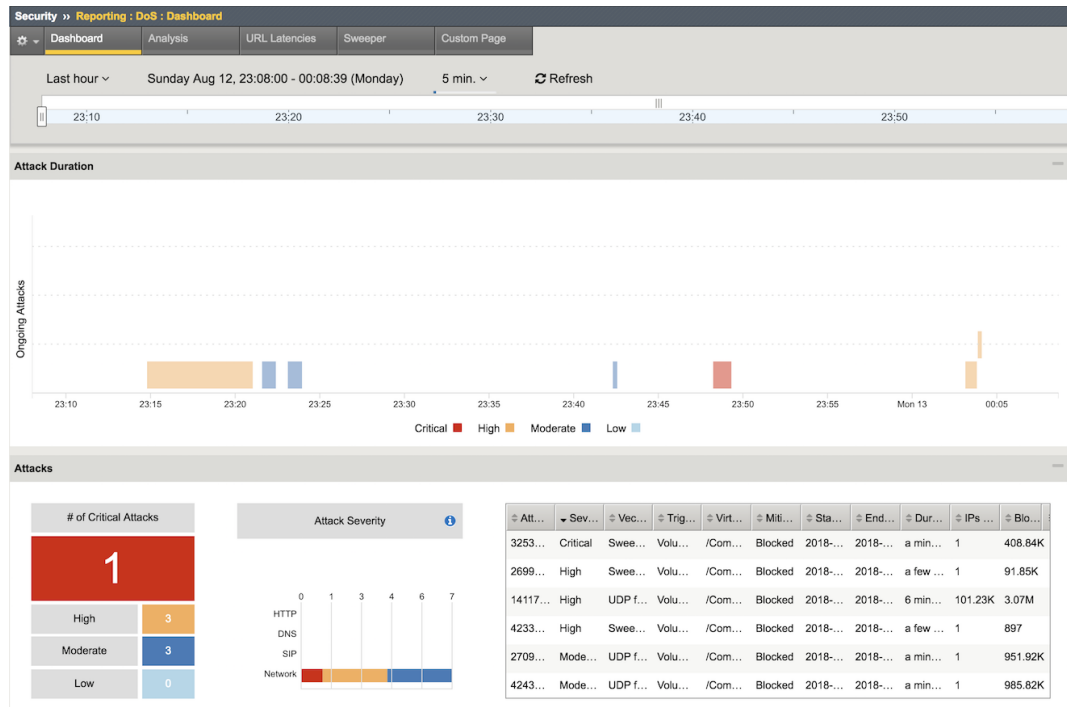 Security ›› Reporting : DoS : Dashboard
Dashboard Analysis URL Latencies Sweeper Custom Page
Last hour Sunday Aug 12, 23:08:00 - 00:08:39 (Monday) 5 min. Refresh
23:10 23:20 23:30 23:40 23:50
Attack Duration
Ongoing Attacks
23:10 23:15 23:20 23:25 23:30 23:35 23:40 23:45 23:50 23:55 Mon 13 00:05
Critical High Moderate Low
Attacks
# of Critical Attacks
1
High 3
Moderate 3
Low 0
Attack Severity
0 1 3 4 6 7
HTTP
DNS
SIP
Network
Att... Sev... Vec... Trig... Virt... Miti... Sta... End... Dur... IPs ... Blo...
3253... Critical Swee... Volu... /Com... Blocked 2018-... 2018-... a min... 1 408.84K
2699... High Swee... Volu... /Com... Blocked 2018-... 2018-... a few ... 1 91.85K
14117... High UDP f... Volu... /Com... Blocked 2018-... 2018-... 6 min... 101.23K 3.07M
4233... High Swee... Volu... /Com... Blocked 2018-... 2018-... a few ... 1 897
2709... Mode... UDP f... Volu... /Com... Blocked 2018-... 2018-... a min... 1 951.92K
4243... Mode... UDP f... Volu... /Com... Blocked 2018-... 2018-... a min... 1 985.82K